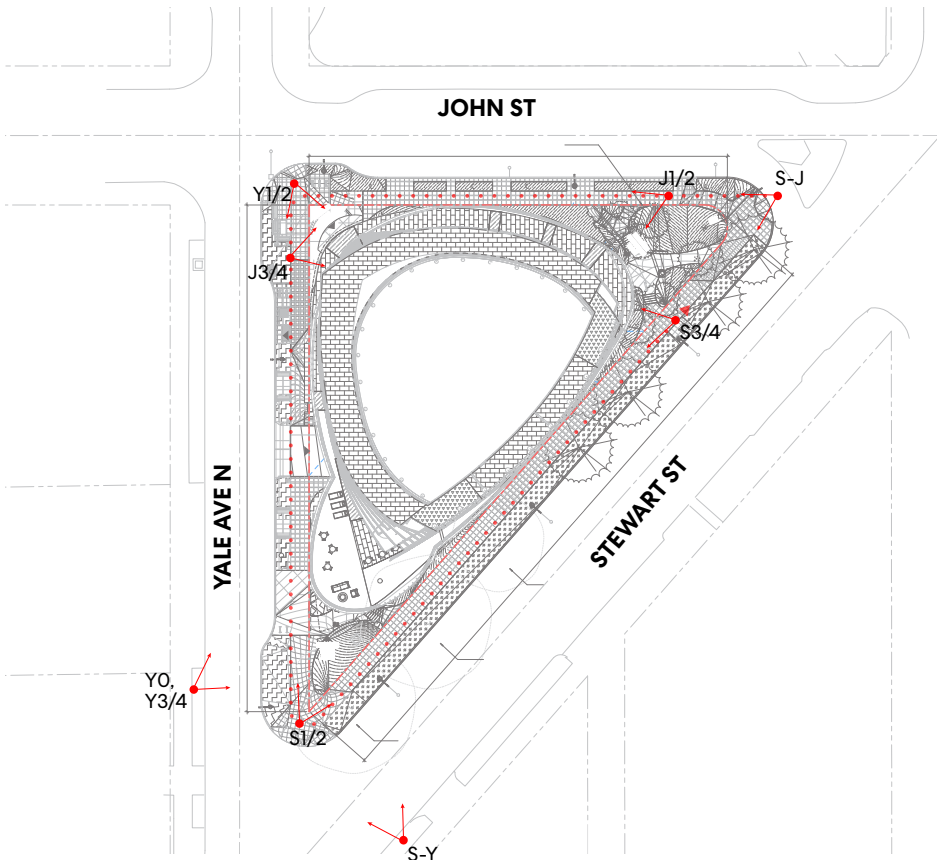 JOHN ST
Y1/2
J1/2
S-J
J3/4
S3/4
YALE AVE N
STEWART ST
Y0,
Y3/4
S1/2
S-Y